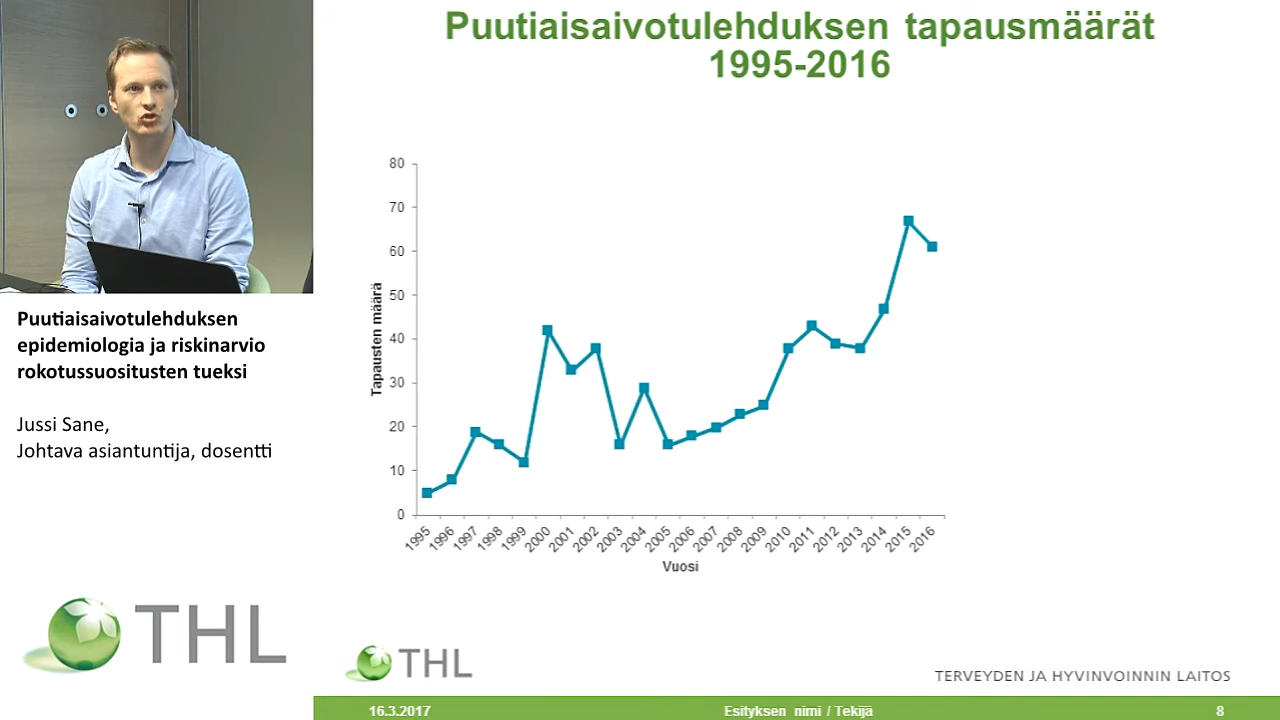 Puutiaisaivotulehduksen tapausmäärät
1995-2016
80
70
60
50
40
30
20
10
0
Tapausten määrä
1995
1996
1997
1998
1999
2000
2001
2002
2003
2004
2005
2006
2007
2008
2009
2010
2011
2012
2013
2014
2015
2016
Vuosi
Puutiaisaivotulehduksen
epidemiologia ja riskinarvio
rokotussuositusten tueksi
Jussi Sane,
Johtava asiantuntija, dosentti
THL
THL
TERVEYDEN JA HYVINVOINNIN LAITOS
16.3.2017
Esityksen nimi / Tekijä
8